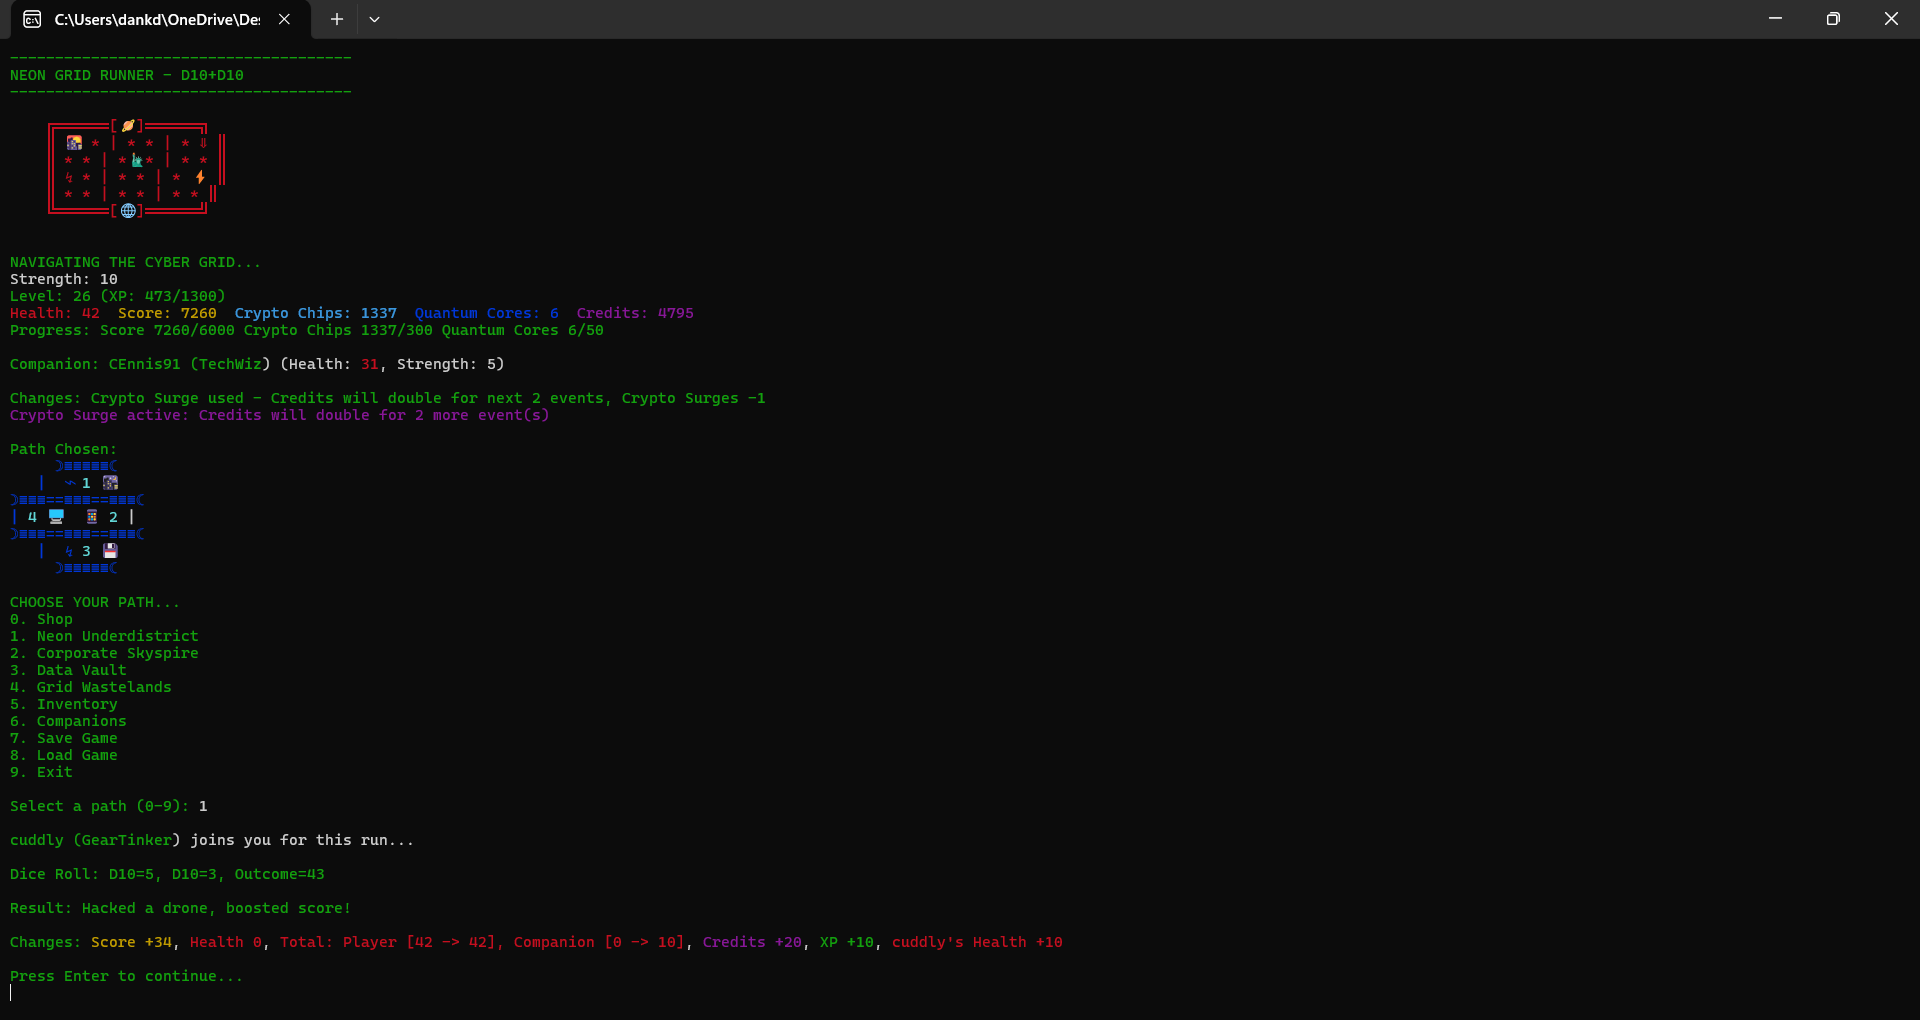 C:\Users\dankd\OneDrive\De:
--------------------------------------
NEON GRID RUNNER - D10+D10
--------------------------------------
╔══════[🪐]══════╗
║ 🎆 * | * * | * ⇓ ║
║ * * | *🗽* | * * ║
║ ↯ * | * * | * ⚡ ║
║ * * | * * | * * ║
╚══════[🌐]══════╝
NAVIGATING THE CYBER GRID...
Strength: 10
Level: 26 (XP: 473/1300)
Health: 42  Score: 7260  Crypto Chips: 1337  Quantum Cores: 6  Credits: 4795
Progress: Score 7260/6000 Crypto Chips 1337/300 Quantum Cores 6/50
Companion: CEnnis91 (TechWiz) (Health: 31, Strength: 5)
Changes: Crypto Surge used - Credits will double for next 2 events, Crypto Surges -1
Crypto Surge active: Credits will double for 2 more event(s)
Path Chosen:
☽≡≡≡≡≡☾
|  ⌁ 1 🎆
☽≡≡≡==≡≡≡==≡≡≡☾
| 4 🖥 🧮 2 |
☽≡≡≡==≡≡≡==≡≡≡☾
|  ↯ 3 💾
☽≡≡≡≡≡☾
CHOOSE YOUR PATH...
0. Shop
1. Neon Underdistrict
2. Corporate Skyspire
3. Data Vault
4. Grid Wastelands
5. Inventory
6. Companions
7. Save Game
8. Load Game
9. Exit
Select a path (0-9): 1
cuddly (GearTinker) joins you for this run...
Dice Roll: D10=5, D10=3, Outcome=43
Result: Hacked a drone, boosted score!
Changes: Score +34, Health 0, Total: Player [42 -> 42], Companion [0 -> 10], Credits +20, XP +10, cuddly's Health +10
Press Enter to continue...